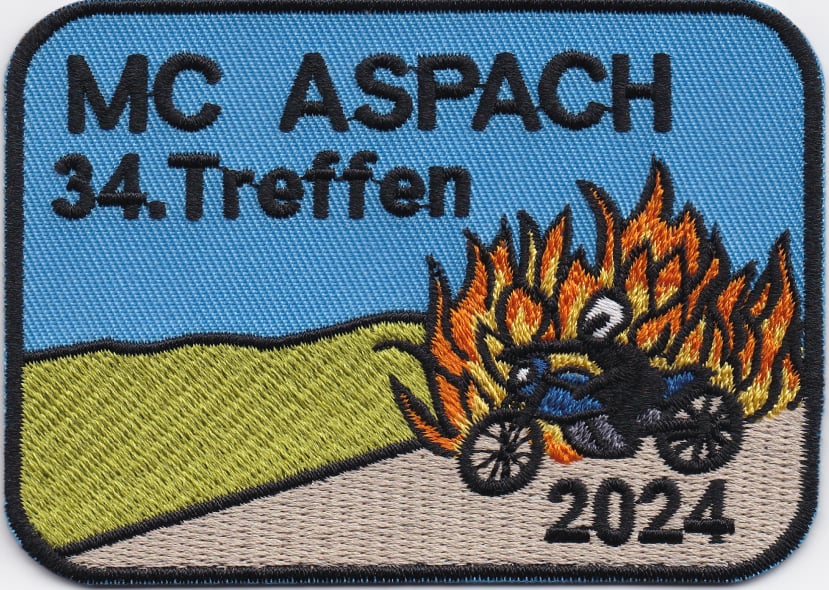 MC ASPACH
34.Treffen
2024